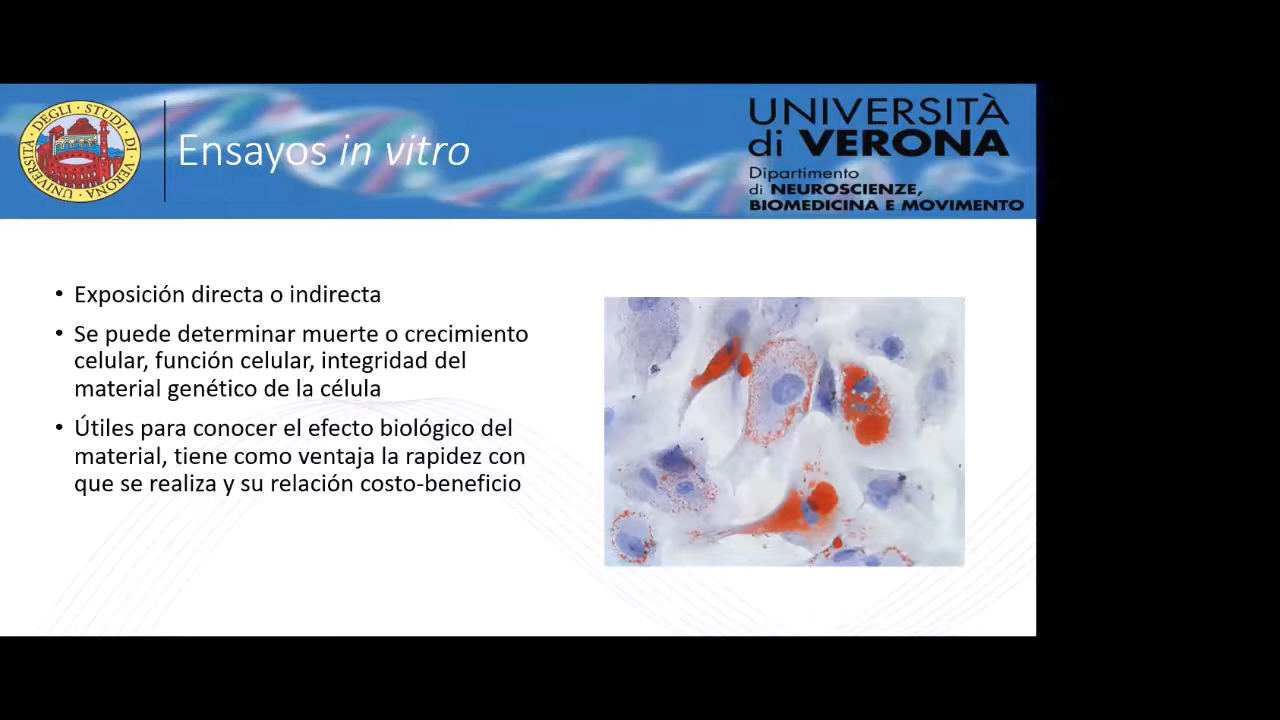 UNIVERSITÀ DEGLI · STUDI · DI · VERONA
Ensayos in vitro
UNIVERSITÀ
di VERONA
Dipartimento
di NEUROSCIENZE,
BIOMEDICINA E MOVIMENTO
• Exposición directa o indirecta
• Se puede determinar muerte o crecimiento
celular, función celular, integridad del
material genético de la célula
• Útiles para conocer el efecto biológico del
material, tiene como ventaja la rapidez con
que se realiza y su relación costo-beneficio